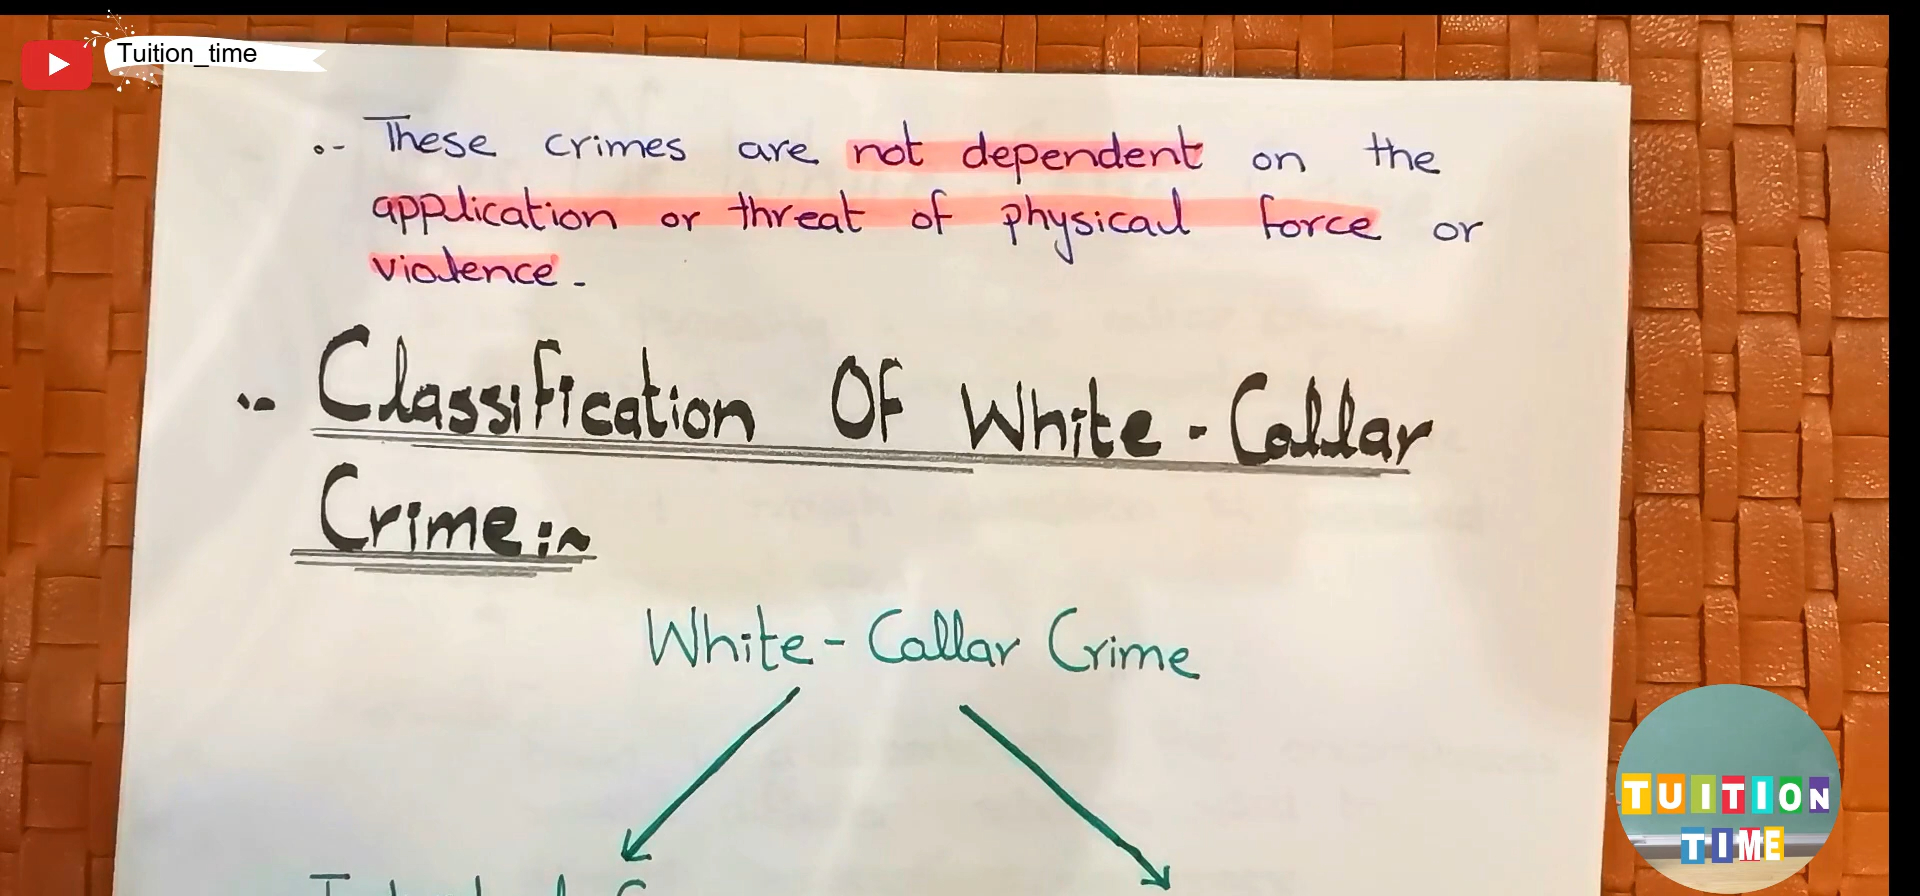 Tuition_time
These crimes are not dependent on the
application or threat of physical force or
violence.
Classification Of White-Collar
Crime:~
White-Collar Crime
TUITION
TIME